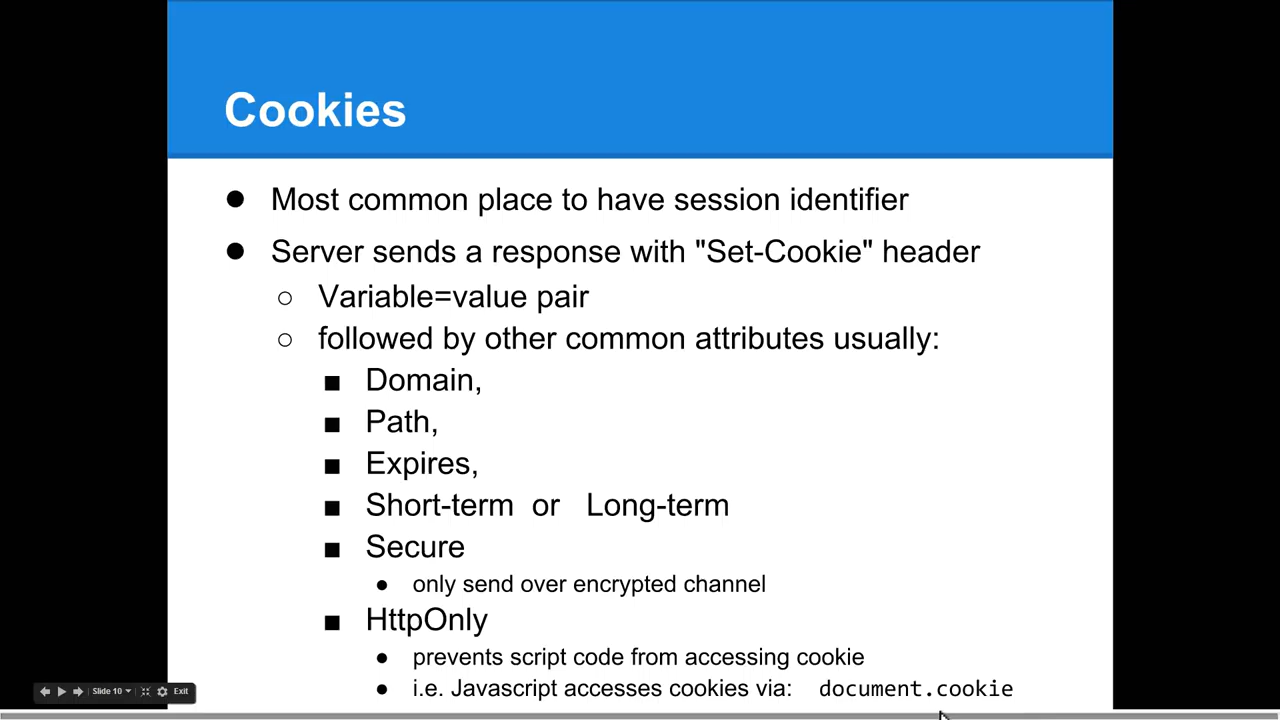 Cookies
● Most common place to have session identifier
● Server sends a response with "Set-Cookie" header
○ Variable=value pair
○ followed by other common attributes usually:
■ Domain,
■ Path,
■ Expires,
■ Short-term or Long-term
■ Secure
● only send over encrypted channel
■ HttpOnly
● prevents script code from accessing cookie
● i.e. Javascript accesses cookies via: document.cookie
Slide 10 Exit